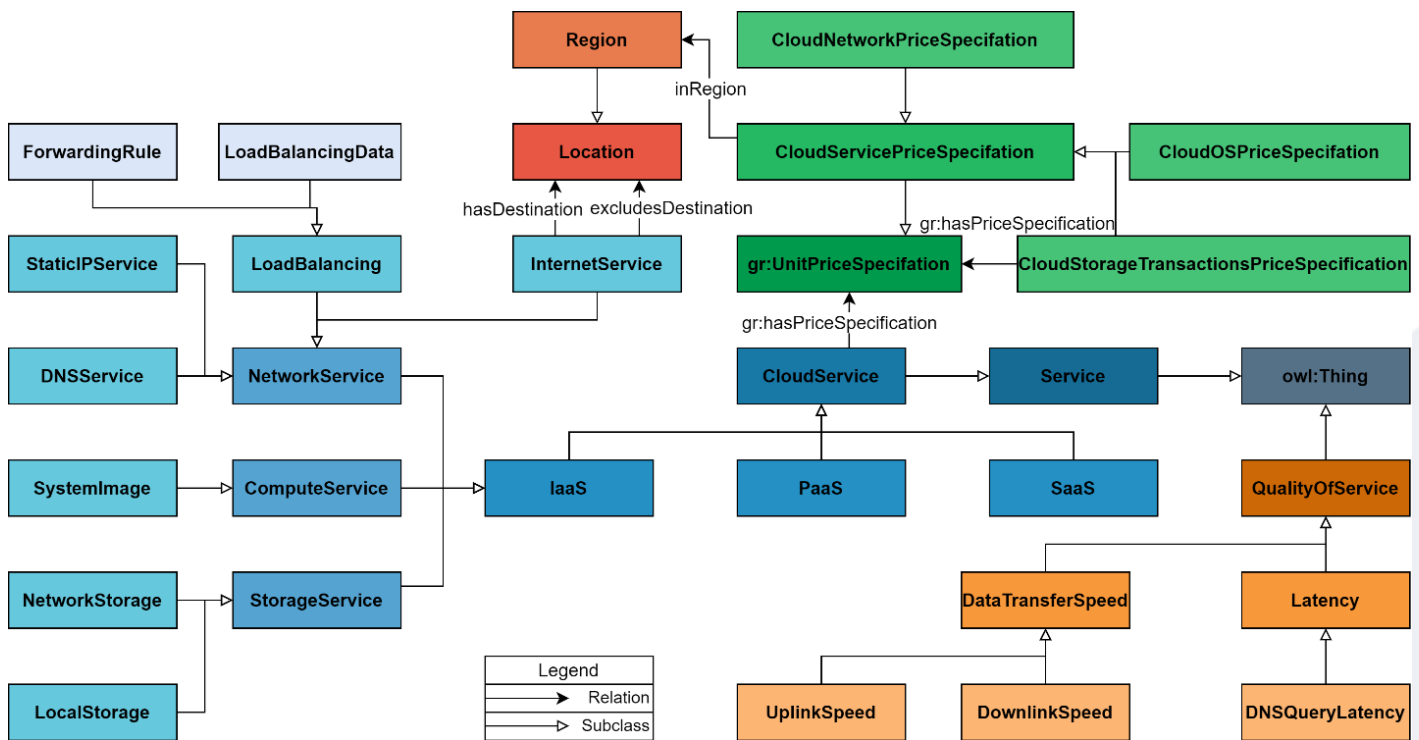 Region
CloudNetworkPriceSpecifation
inRegion
ForwardingRule
LoadBalancingData
Location
CloudServicePriceSpecifation
CloudOSPriceSpecifation
hasDestination
excludesDestination
gr:hasPriceSpecification
StaticIPService
LoadBalancing
InternetService
gr:UnitPriceSpecifation
CloudStorageTransactionsPriceSpecification
gr:hasPriceSpecification
DNSService
NetworkService
CloudService
Service
owl:Thing
SystemImage
ComputeService
IaaS
PaaS
SaaS
QualityOfService
NetworkStorage
StorageService
DataTransferSpeed
Latency
Legend
Relation
Subclass
LocalStorage
UplinkSpeed
DownlinkSpeed
DNSQueryLatency